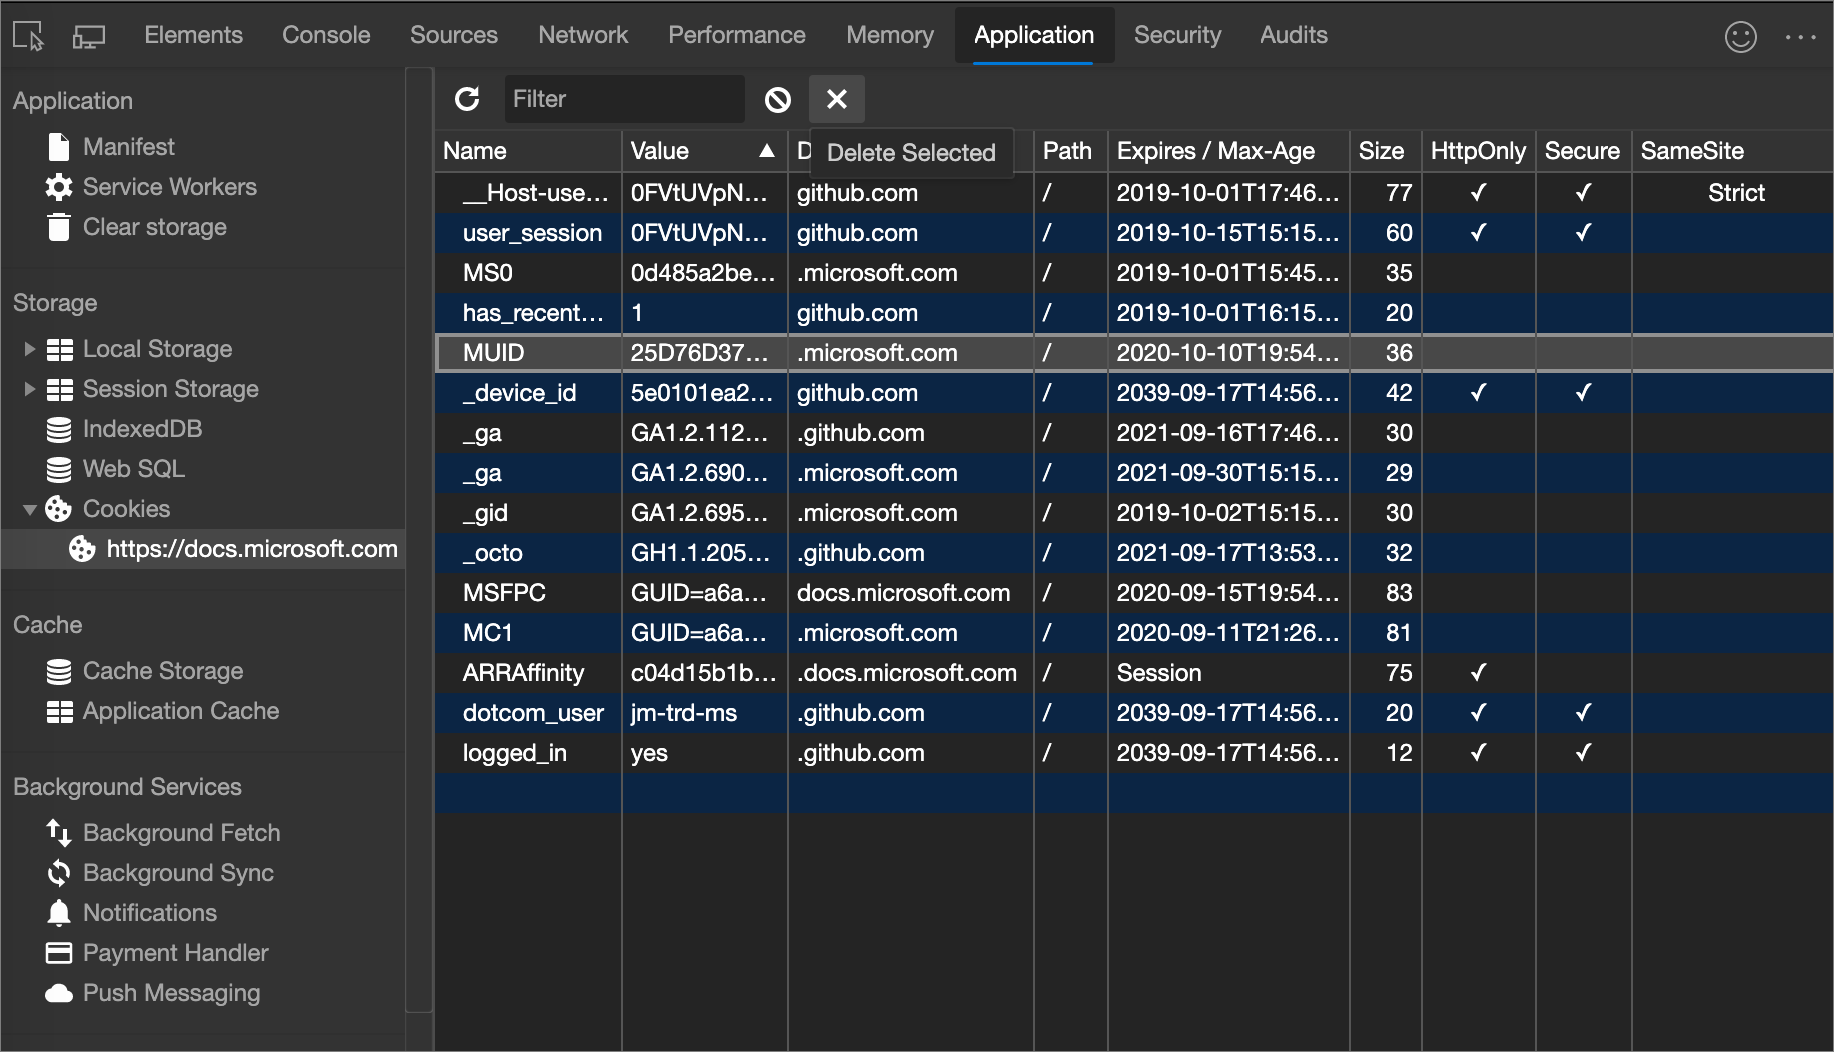 Elements Console Sources Network Performance Memory Application Security Audits
Application
Manifest
Service Workers
Clear storage
Storage
Local Storage
Session Storage
IndexedDB
Web SQL
Cookies
https://docs.microsoft.com
Cache
Cache Storage
Application Cache
Background Services
Background Fetch
Background Sync
Notifications
Payment Handler
Push Messaging
Filter
Delete Selected
Name Value D Path Expires / Max-Age Size HttpOnly Secure SameSite
__Host-use... 0FVtUVpN... github.com / 2019-10-01T17:46... 77 ✓ ✓ Strict
user_session 0FVtUVpN... github.com / 2019-10-15T15:15... 60 ✓ ✓
MS0 0d485a2be... .microsoft.com / 2019-10-01T15:45... 35
has_recent... 1 github.com / 2019-10-01T16:15... 20
MUID 25D76D37... .microsoft.com / 2020-10-10T19:54... 36
_device_id 5e0101ea2... github.com / 2039-09-17T14:56... 42 ✓ ✓
_ga GA1.2.112... .github.com / 2021-09-16T17:46... 30
_ga GA1.2.690... .microsoft.com / 2021-09-30T15:15... 29
_gid GA1.2.695... .microsoft.com / 2019-10-02T15:15... 30
_octo GH1.1.205... .github.com / 2021-09-17T13:53... 32
MSFPC GUID=a6a... docs.microsoft.com / 2020-09-15T19:54... 83
MC1 GUID=a6a... .microsoft.com / 2020-09-11T21:26... 81
ARRAffinity c04d15b1b... .docs.microsoft.com / Session 75 ✓
dotcom_user jm-trd-ms .github.com / 2039-09-17T14:56... 20 ✓ ✓
logged_in yes .github.com / 2039-09-17T14:56... 12 ✓ ✓